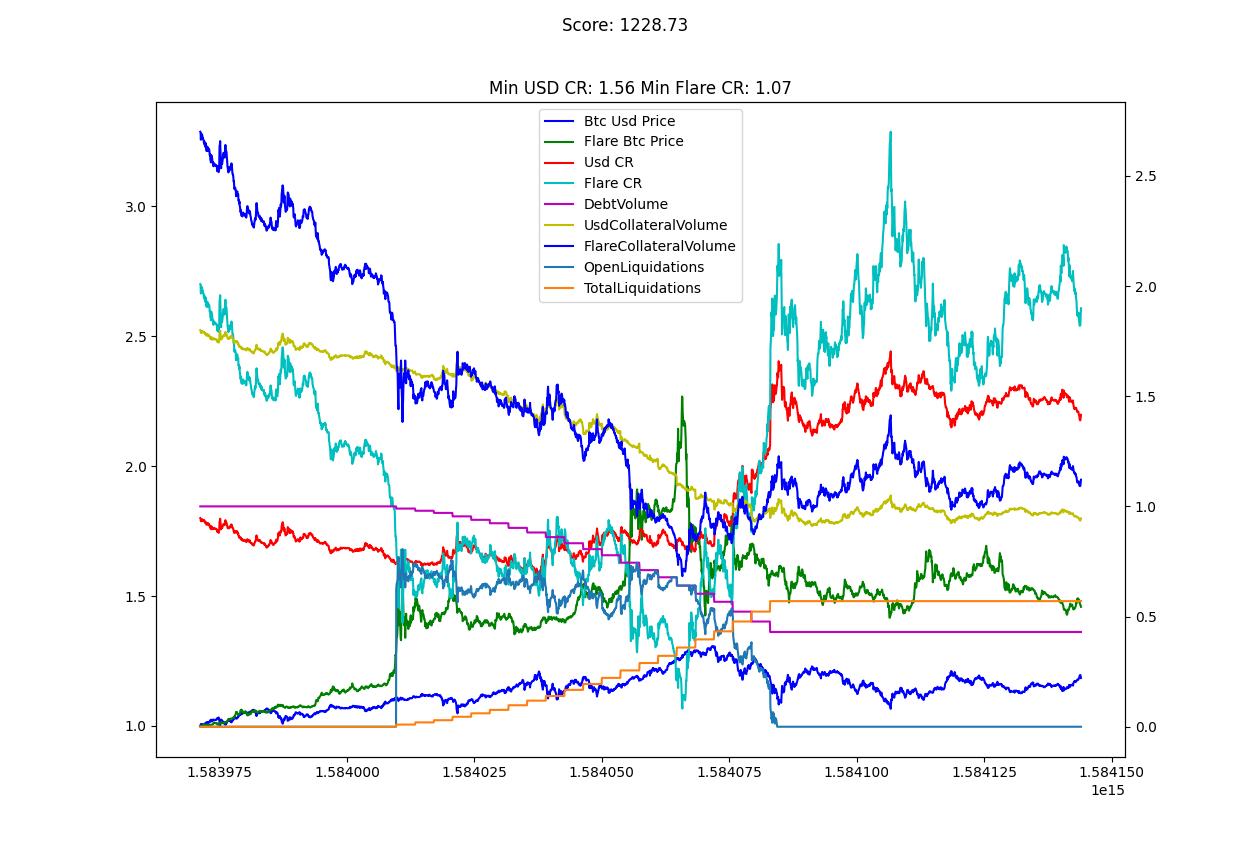 Score: 1228.73
Min USD CR: 1.56 Min Flare CR: 1.07
Btc Usd Price
Flare Btc Price
Usd CR
Flare CR
DebtVolume
UsdCollateralVolume
FlareCollateralVolume
OpenLiquidations
TotalLiquidations
3.0
2.5
2.0
1.5
1.0
2.5
2.0
1.5
1.0
0.5
0.0
1.583975
1.584000
1.584025
1.584050
1.584075
1.584100
1.584125
1.584150
1e15